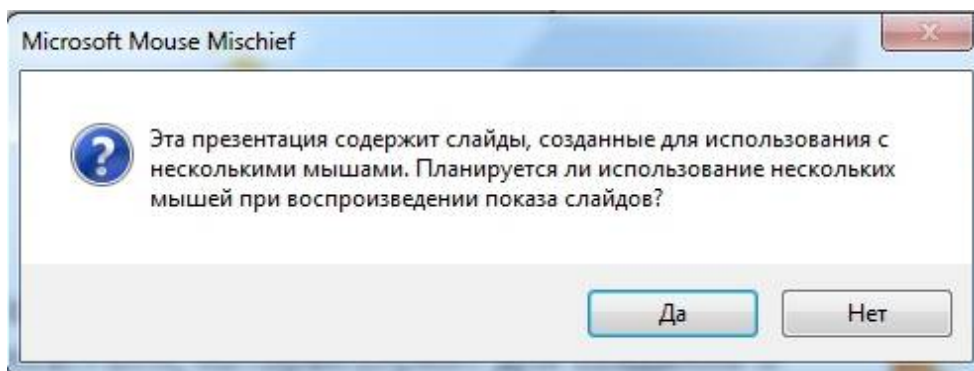 Microsoft Mouse Mischief
Эта презентация содержит слайды, созданные для использования с
несколькими мышами. Планируется ли использование нескольких
мышей при воспроизведении показа слайдов?
Да
Нет